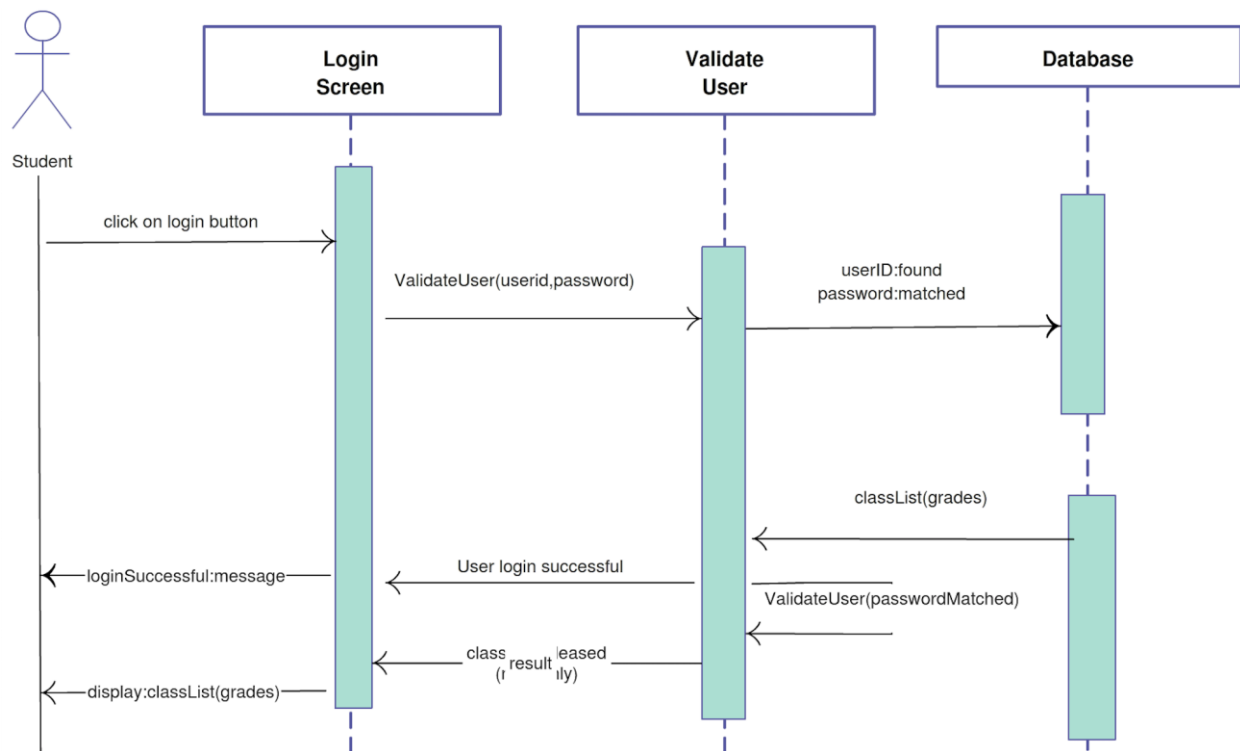 Login
Screen
Validate
User
Database
Student
click on login button
ValidateUser(userid,password)
userID:found
password:matched
classList(grades)
User login successful
loginSuccessful:message
ValidateUser(passwordMatched)
result
display:classList(grades)